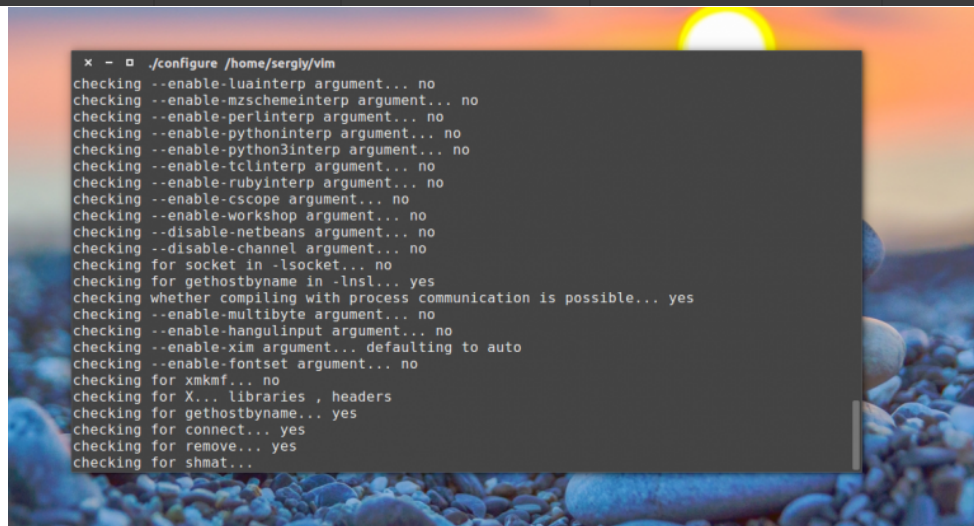 ./configure /home/sergiy/vim
checking --enable-luainterp argument... no
checking --enable-mzschemeinterp argument... no
checking --enable-perlinterp argument... no
checking --enable-pythoninterp argument... no
checking --enable-python3interp argument... no
checking --enable-tclinterp argument... no
checking --enable-rubyinterp argument... no
checking --enable-cscope argument... no
checking --enable-workshop argument... no
checking --disable-netbeans argument... no
checking --disable-channel argument... no
checking for socket in -lsocket... no
checking for gethostbyname in -lnsl... yes
checking whether compiling with process communication is possible... yes
checking --enable-multibyte argument... no
checking --enable-hangulinput argument... no
checking --enable-xim argument... defaulting to auto
checking --enable-fontset argument... no
checking for xmkmf... no
checking for X... libraries , headers
checking for gethostbyname... yes
checking for connect... yes
checking for remove... yes
checking for shmat...